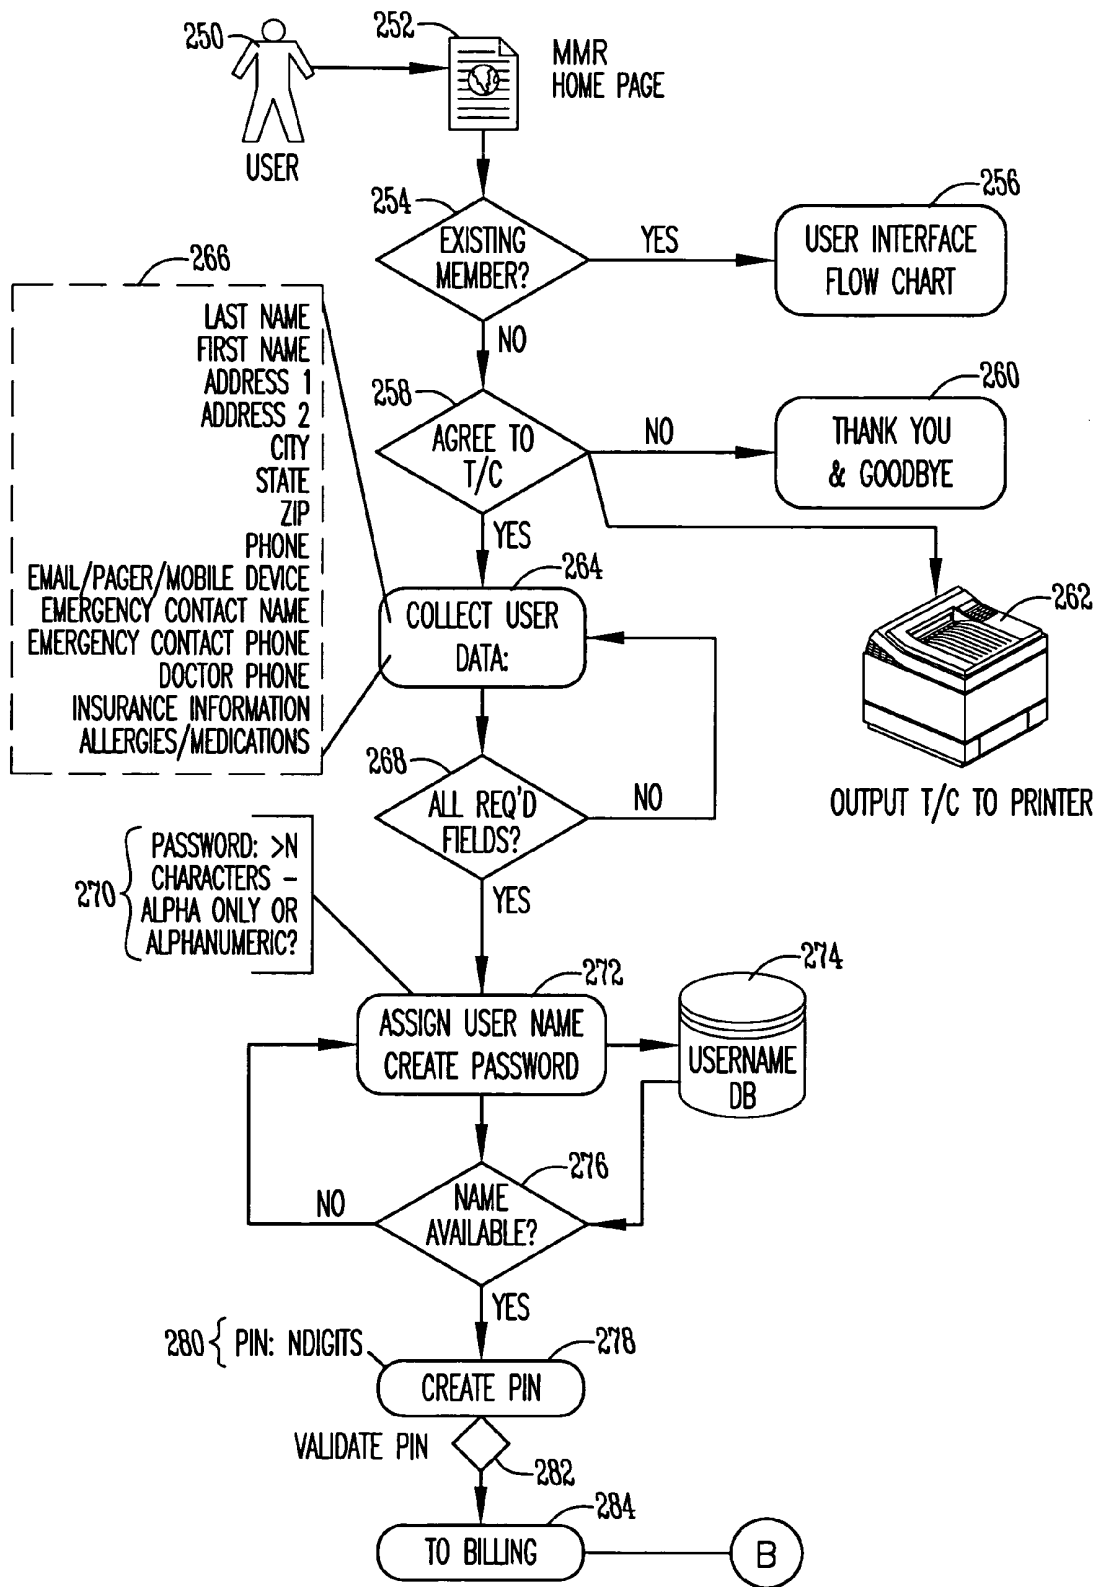 250
252
MMR
HOME PAGE
USER
254
EXISTING
MEMBER?
YES
256
USER INTERFACE
FLOW CHART
NO
266
LAST NAME
FIRST NAME
ADDRESS 1
ADDRESS 2
CITY
STATE
ZIP
PHONE
EMAIL/PAGER/MOBILE DEVICE
EMERGENCY CONTACT NAME
EMERGENCY CONTACT PHONE
DOCTOR PHONE
INSURANCE INFORMATION
ALLERGIES/MEDICATIONS
258
AGREE TO
T/C
NO
260
THANK YOU
& GOODBYE
YES
264
COLLECT USER
DATA:
262
OUTPUT T/C TO PRINTER
268
ALL REQ'D
FIELDS?
NO
YES
270
PASSWORD: >N
CHARACTERS –
ALPHA ONLY OR
ALPHANUMERIC?
272
ASSIGN USER NAME
CREATE PASSWORD
274
USERNAME
DB
276
NAME
AVAILABLE?
NO
YES
280
PIN: NDIGITS
278
CREATE PIN
VALIDATE PIN
282
284
TO BILLING
B